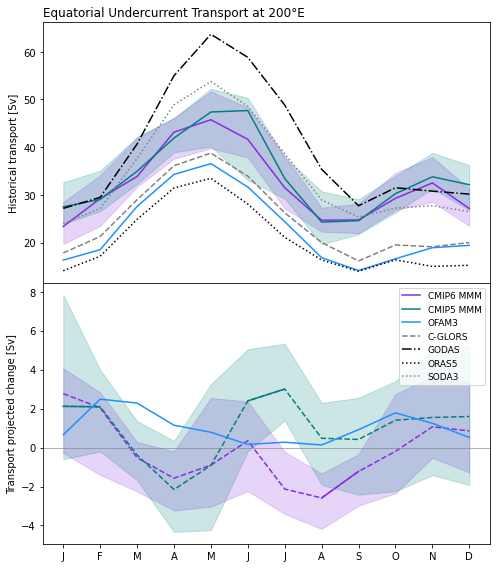 Equatorial Undercurrent Transport at 200°E
Historical transport [Sv]
60
50
40
30
20
Transport projected change [Sv]
8
6
4
2
0
−2
−4
CMIP6 MMM
CMIP5 MMM
OFAM3
C-GLORS
GODAS
ORAS5
SODA3
J F M A M J J A S O N D